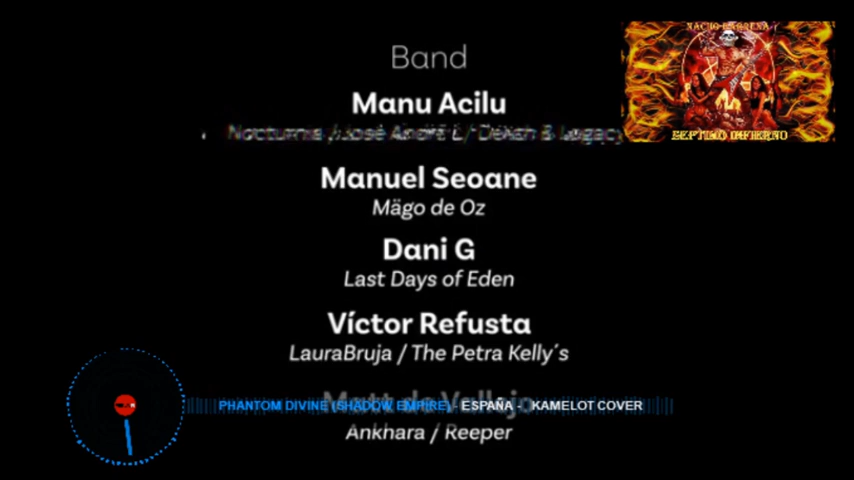 Band
Manu Acilu
Manuel Seoane
Mägo de Oz
Dani G
Last Days of Eden
Víctor Refusta
LauraBruja / The Petra Kelly´s
PHANTOM DIVINE (SHADOW EMPIRE) - ESPAÑA - KAMELOT COVER
Ankhara / Reeper
SEPTIMO INFIERNO